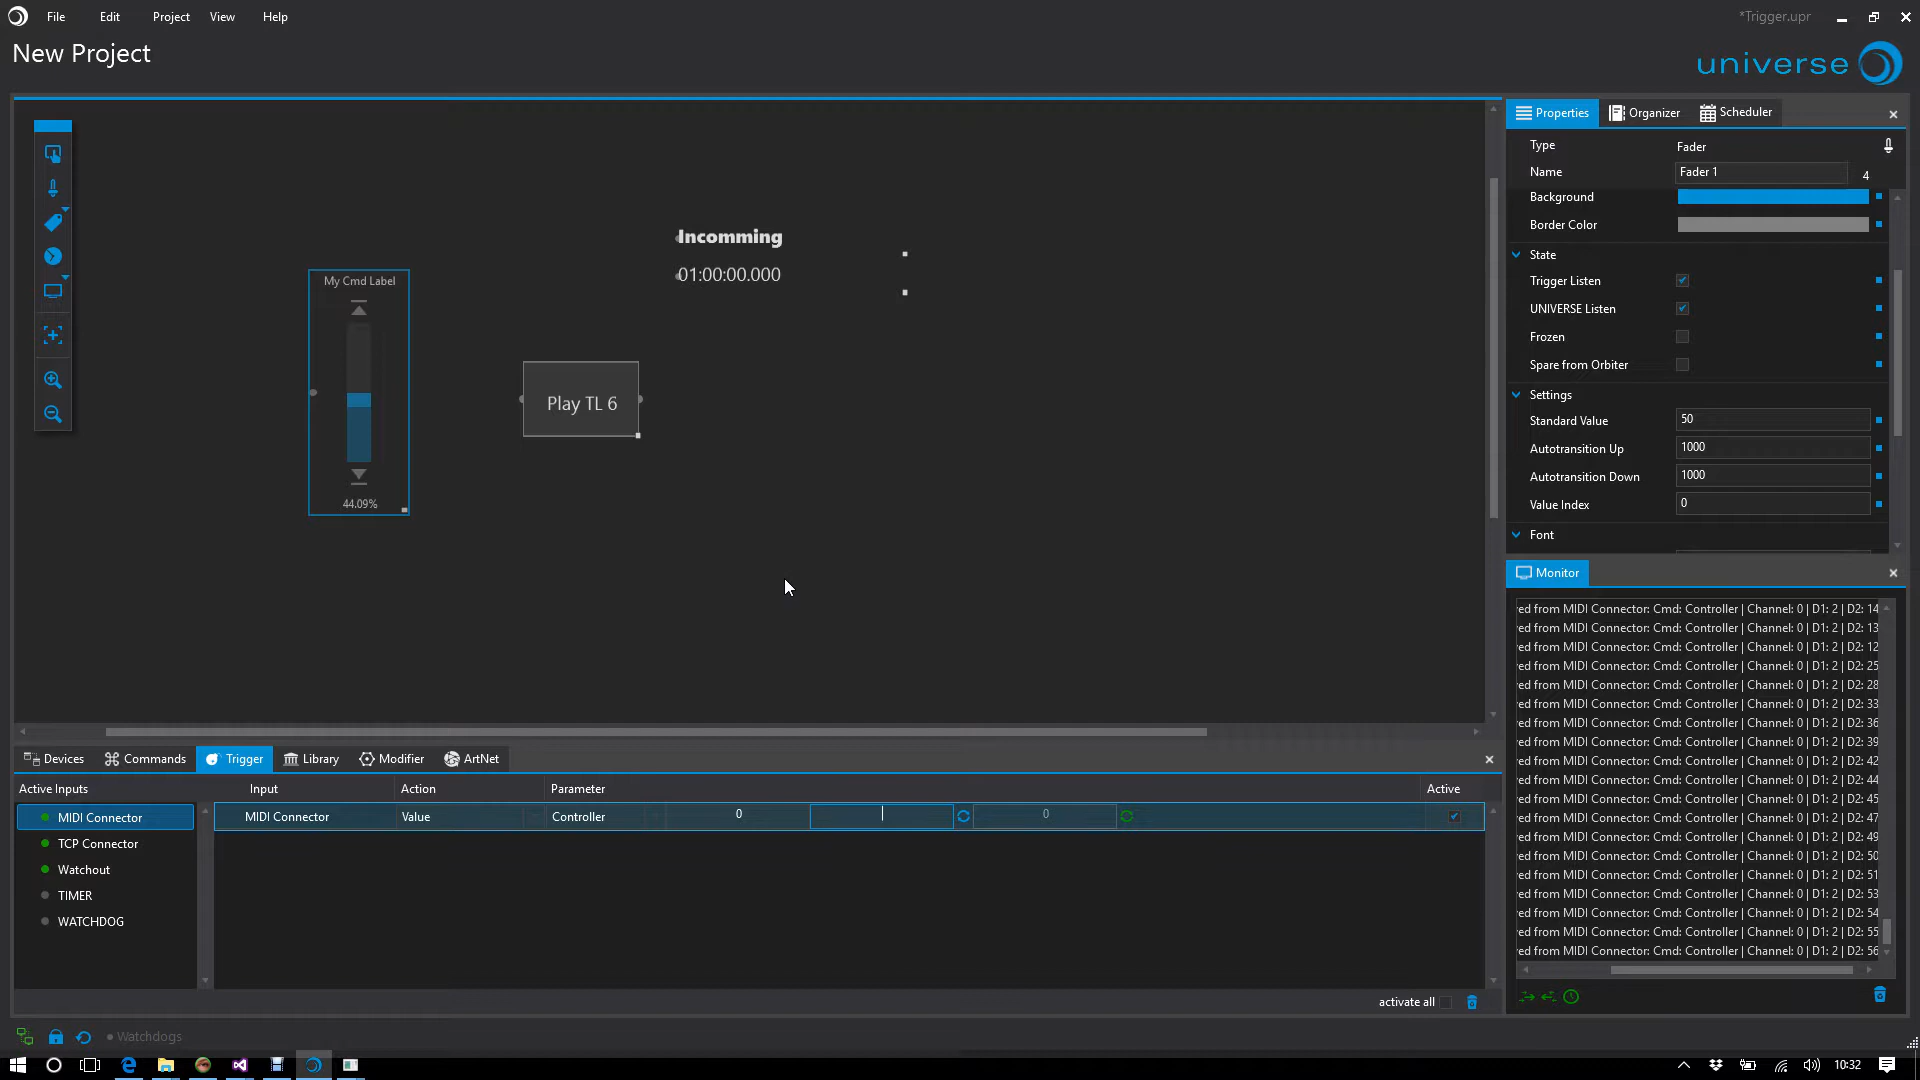 File Edit Project View Help *Trigger.upr
New Project
universe
Properties Organizer Scheduler
Type Fader
Name Fader 1 4
Background
Border Color
State
Trigger Listen
UNIVERSE Listen
Frozen
Spare from Orbiter
Settings
Standard Value 50
Autotransition Up 1000
Autotransition Down 1000
Value Index 0
Font
My Cmd Label
44.09%
Play TL 6
Incomming
01:00:00.000
Monitor
ed from MIDI Connector: Cmd: Controller | Channel: 0 | D1: 2 | D2: 14
ed from MIDI Connector: Cmd: Controller | Channel: 0 | D1: 2 | D2: 13
ed from MIDI Connector: Cmd: Controller | Channel: 0 | D1: 2 | D2: 12
ed from MIDI Connector: Cmd: Controller | Channel: 0 | D1: 2 | D2: 25
ed from MIDI Connector: Cmd: Controller | Channel: 0 | D1: 2 | D2: 28
ed from MIDI Connector: Cmd: Controller | Channel: 0 | D1: 2 | D2: 33
ed from MIDI Connector: Cmd: Controller | Channel: 0 | D1: 2 | D2: 36
ed from MIDI Connector: Cmd: Controller | Channel: 0 | D1: 2 | D2: 39
ed from MIDI Connector: Cmd: Controller | Channel: 0 | D1: 2 | D2: 42
ed from MIDI Connector: Cmd: Controller | Channel: 0 | D1: 2 | D2: 44
ed from MIDI Connector: Cmd: Controller | Channel: 0 | D1: 2 | D2: 45
ed from MIDI Connector: Cmd: Controller | Channel: 0 | D1: 2 | D2: 47
ed from MIDI Connector: Cmd: Controller | Channel: 0 | D1: 2 | D2: 49
ed from MIDI Connector: Cmd: Controller | Channel: 0 | D1: 2 | D2: 50
ed from MIDI Connector: Cmd: Controller | Channel: 0 | D1: 2 | D2: 51
ed from MIDI Connector: Cmd: Controller | Channel: 0 | D1: 2 | D2: 53
ed from MIDI Connector: Cmd: Controller | Channel: 0 | D1: 2 | D2: 54
ed from MIDI Connector: Cmd: Controller | Channel: 0 | D1: 2 | D2: 55
ed from MIDI Connector: Cmd: Controller | Channel: 0 | D1: 2 | D2: 56
Devices Commands Trigger Library Modifier ArtNet
Active Inputs Input Action Parameter Active
MIDI Connector MIDI Connector Value Controller 0 0
TCP Connector
Watchout
TIMER
WATCHDOG
activate all
Watchdogs
10:32